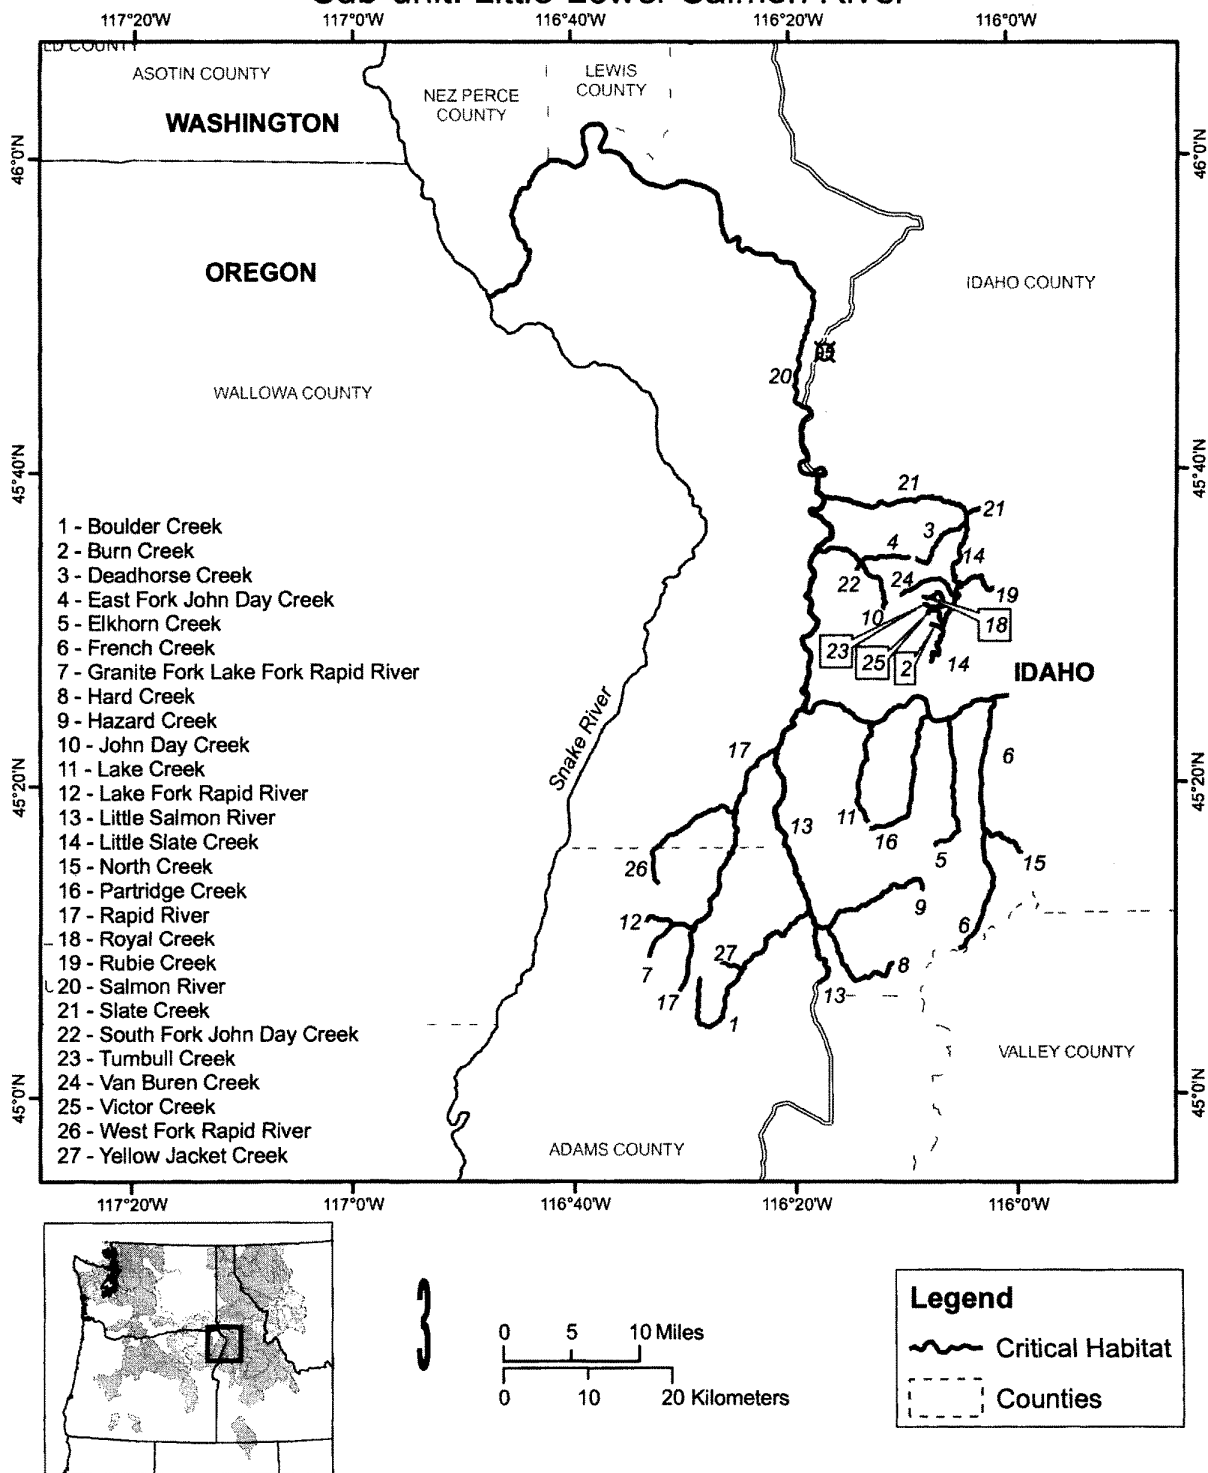 Sub-unit: Little-Lower Salmon River
117°20'W 117°0'W 116°40'W 116°20'W 116°0'W
ASOTIN COUNTY
NEZ PERCE
COUNTY
LEWIS
COUNTY
WASHINGTON
46°0'N
46°0'N
OREGON
IDAHO COUNTY
WALLOWA COUNTY
95
20
45°40'N
45°40'N
21
21
3
4
14
22
24
19
10
18
23
25
2
14
IDAHO
1 - Boulder Creek
2 - Burn Creek
3 - Deadhorse Creek
4 - East Fork John Day Creek
5 - Elkhorn Creek
6 - French Creek
7 - Granite Fork Lake Fork Rapid River
8 - Hard Creek
9 - Hazard Creek
10 - John Day Creek
11 - Lake Creek
12 - Lake Fork Rapid River
13 - Little Salmon River
14 - Little Slate Creek
15 - North Creek
16 - Partridge Creek
17 - Rapid River
18 - Royal Creek
19 - Rubie Creek
20 - Salmon River
21 - Slate Creek
22 - South Fork John Day Creek
23 - Turnbull Creek
24 - Van Buren Creek
25 - Victor Creek
26 - West Fork Rapid River
27 - Yellow Jacket Creek
Snake River
17
6
45°20'N
45°20'N
13
11
16
5
15
26
9
12
6
27
7
8
17
13
1
VALLEY COUNTY
45°0'N
45°0'N
ADAMS COUNTY
117°20'W 117°0'W 116°40'W 116°20'W 116°0'W
3
0 5 10 Miles
0 10 20 Kilometers
Legend
Critical Habitat
Counties